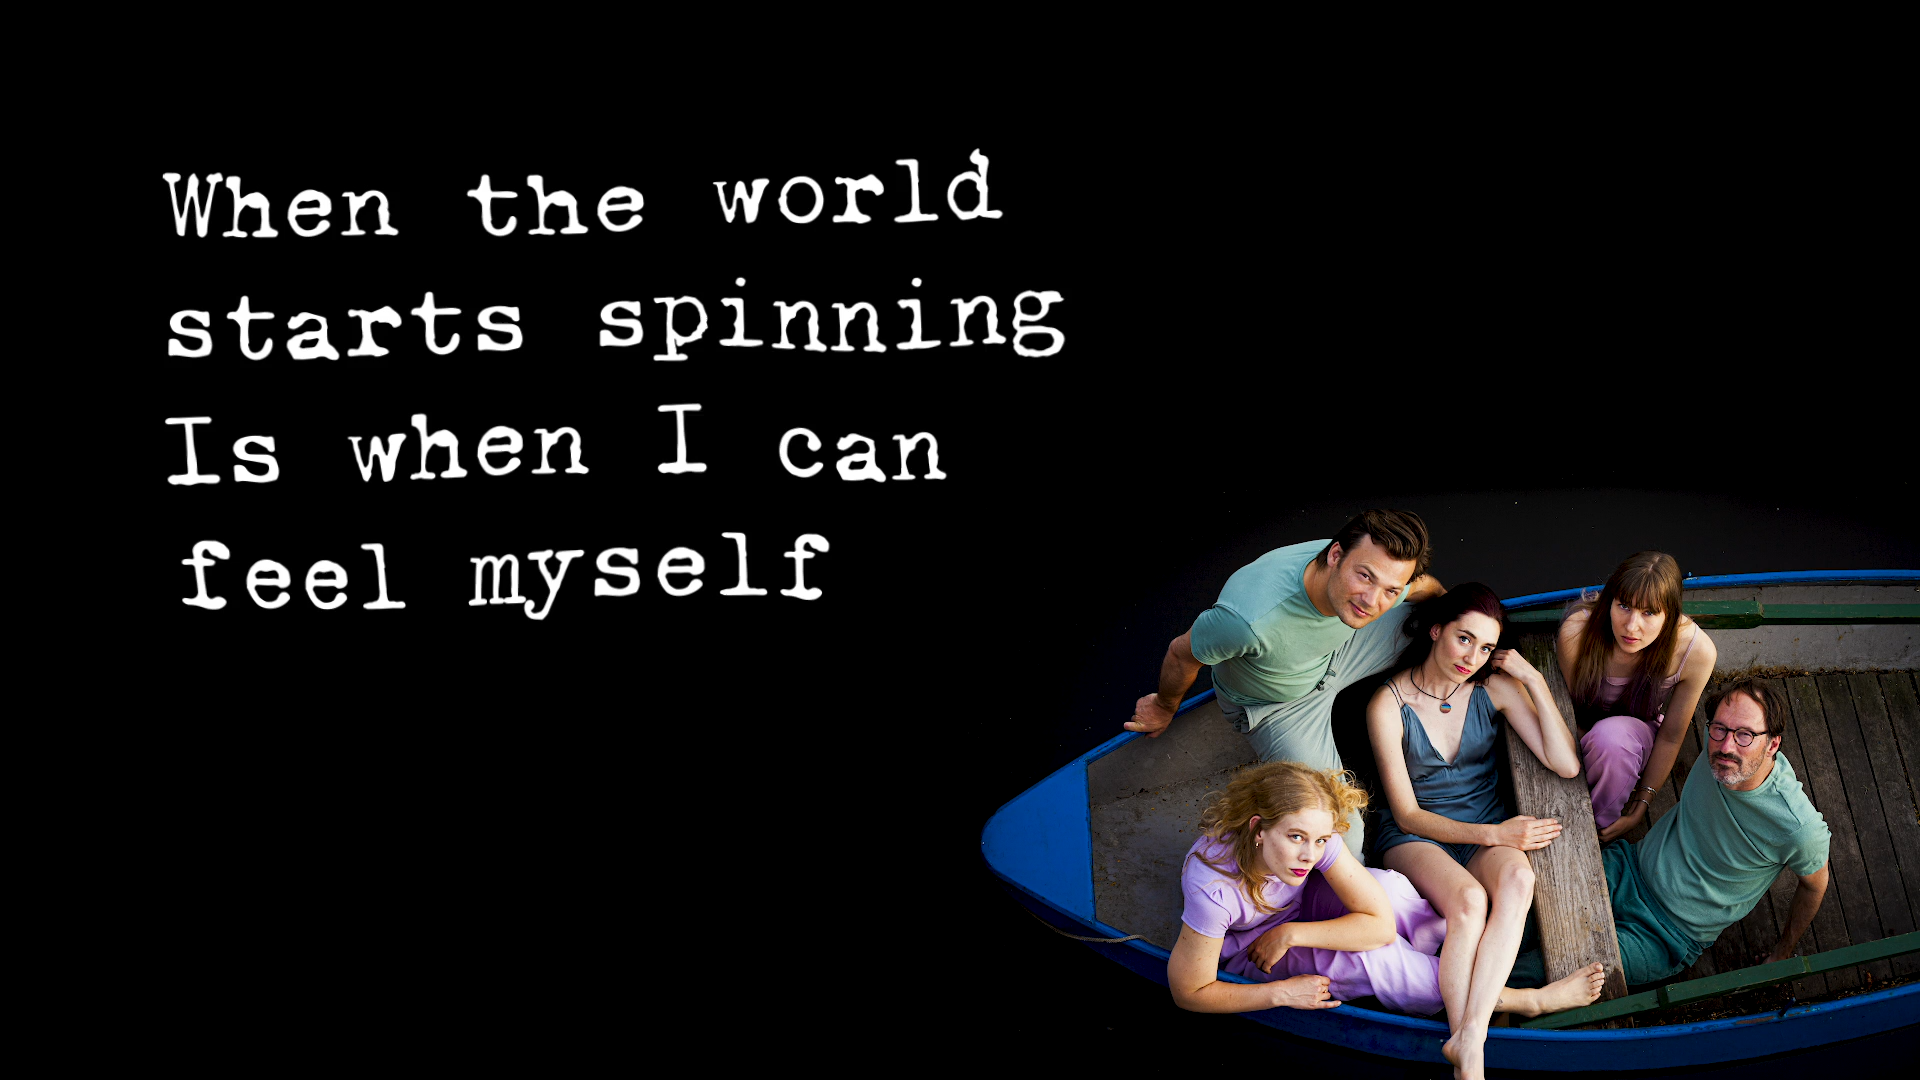 When the world
starts spinning
Is when I can
feel myself